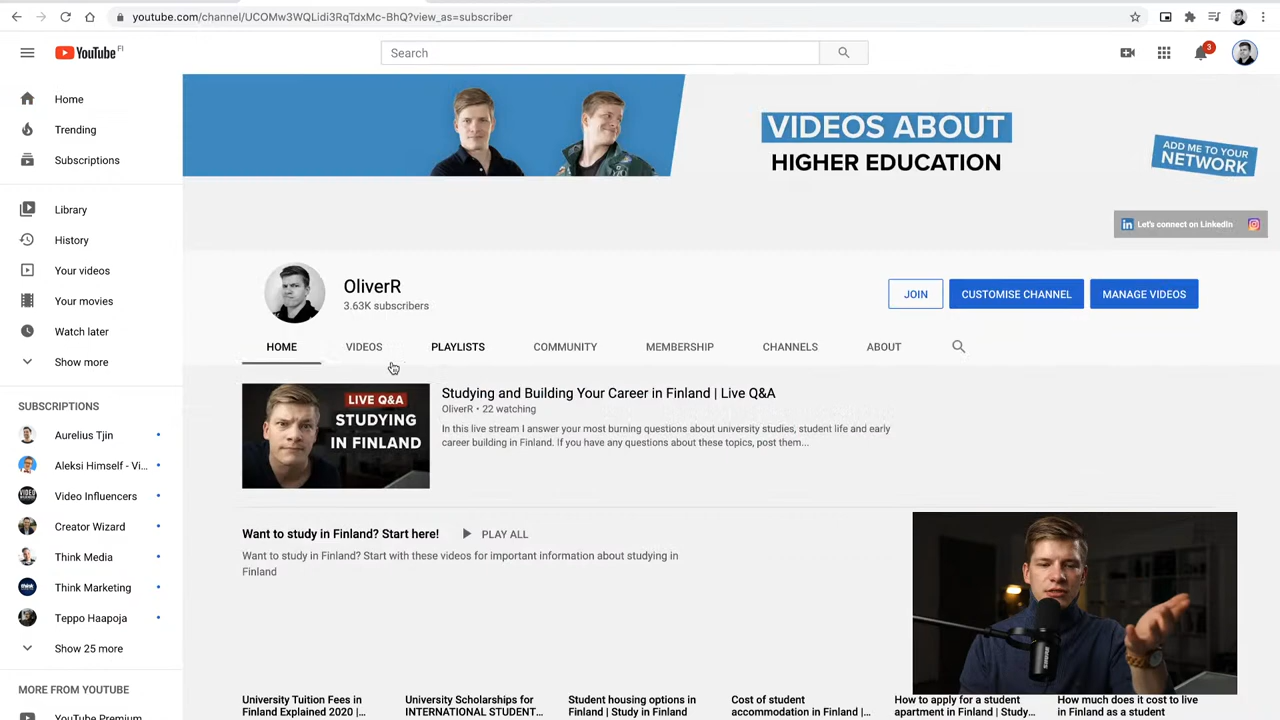 youtube.com/channel/UCOMw3WQLidi3RqTdxMc-BhQ?view_as=subscriber
YouTube FI
Search
3
Home
Trending
Subscriptions
Library
History
Your videos
Your movies
Watch later
Show more
SUBSCRIPTIONS
Aurelius Tjin
Aleksi Himself - Vi...
Video Influencers
Creator Wizard
Think Media
Think Marketing
Teppo Haapoja
Show 25 more
MORE FROM YOUTUBE
YouTube Premium
VIDEOS ABOUT
HIGHER EDUCATION
ADD ME TO YOUR
NETWORK
Let's connect on LinkedIn
OliverR
3.63K subscribers
JOIN
CUSTOMISE CHANNEL
MANAGE VIDEOS
HOME
VIDEOS
PLAYLISTS
COMMUNITY
MEMBERSHIP
CHANNELS
ABOUT
LIVE Q&A
STUDYING
IN FINLAND
Studying and Building Your Career in Finland | Live Q&A
OliverR • 22 watching
In this live stream I answer your most burning questions about university studies, student life and early
career building in Finland. If you have any questions about these topics, post them...
Want to study in Finland? Start here!
PLAY ALL
Want to study in Finland? Start with these videos for important information about studying in
Finland
University Tuition Fees in
Finland Explained 2020 |...
University Scholarships for
INTERNATIONAL STUDENT...
Student housing options in
Finland | Study in Finland
Cost of student
accommodation in Finland |...
How to apply for a student
apartment in Finland | Study...
How much does it cost to live
in Finland as a student